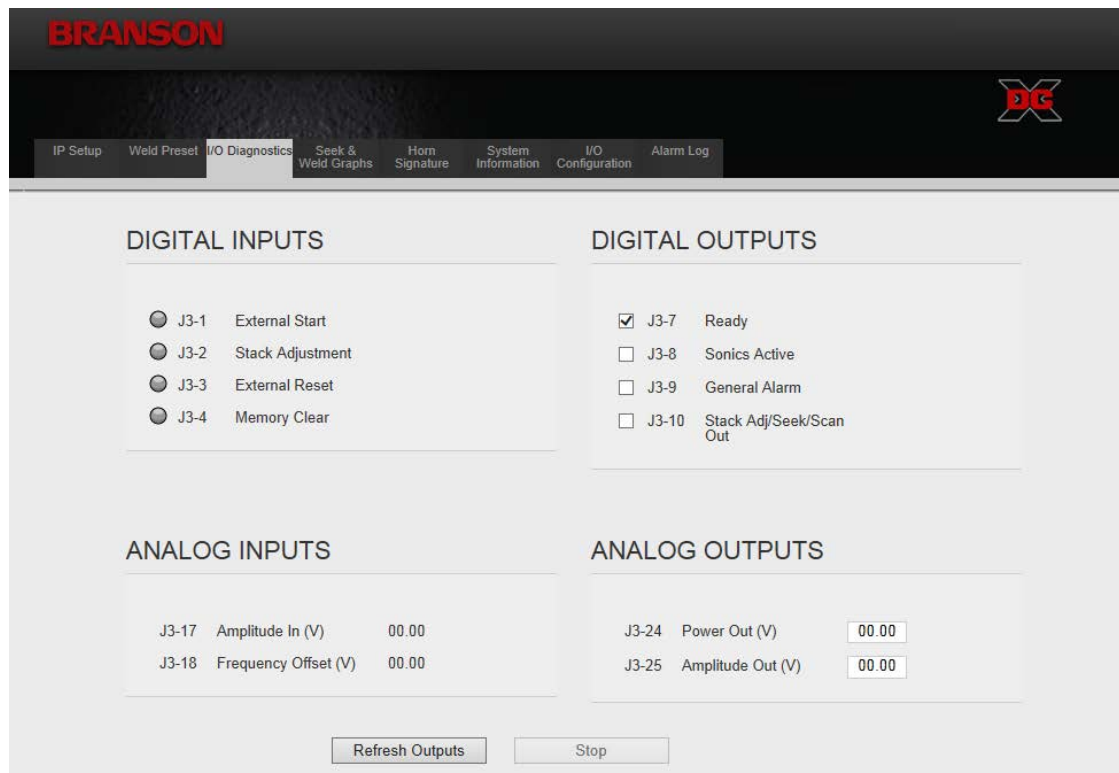 BRANSON
DCX
IP Setup
Weld Preset
I/O Diagnostics
Seek &
Weld Graphs
Horn
Signature
System
Information
I/O
Configuration
Alarm Log
DIGITAL INPUTS
J3-1 External Start
J3-2 Stack Adjustment
J3-3 External Reset
J3-4 Memory Clear
DIGITAL OUTPUTS
J3-7 Ready
J3-8 Sonics Active
J3-9 General Alarm
J3-10 Stack Adj/Seek/Scan
Out
ANALOG INPUTS
J3-17 Amplitude In (V) 00.00
J3-18 Frequency Offset (V) 00.00
ANALOG OUTPUTS
J3-24 Power Out (V) 00.00
J3-25 Amplitude Out (V) 00.00
Refresh Outputs
Stop